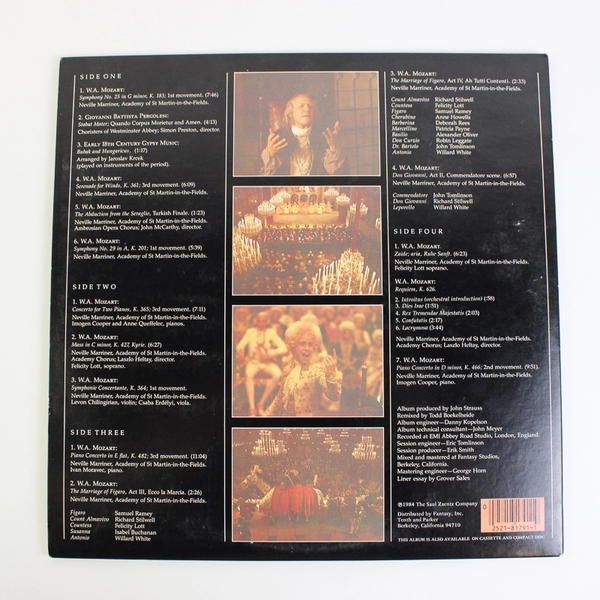 SIDE ONE
1. W.A. MOZART:
Symphony No. 25 in G minor, K. 183; 1st movement. (7:46)
Neville Marriner, Academy of St Martin-in-the-Fields.
2. GIOVANNI BATTISTA PERGOLESI:
Stabat Mater; Quando Corpus Morietur and Amen. (4:13)
Choristers of Westminster Abbey; Simon Preston, director.
3. EARLY 18TH CENTURY GYPSY MUSIC:
Bubak and Hungaricus. (1:17)
Arranged by Jaroslav Krcek
(played on instruments of the period).
4. W.A. MOZART:
Serenade for Winds, K. 361; 3rd movement. (6:09)
Neville Marriner, Academy of St Martin-in-the-Fields.
5. W.A. MOZART:
The Abduction from the Seraglio, Turkish Finale. (1:23)
Neville Marriner, Academy of St Martin-in-the-Fields.
Ambrosian Opera Chorus; John McCarthy, director.
6. W.A. MOZART:
Symphony No. 29 in A, K. 201; 1st movement. (5:39)
Neville Marriner, Academy of St Martin-in-the-Fields.
SIDE TWO
1. W.A. MOZART:
Concerto for Two Pianos, K. 365; 3rd movement. (7:11)
Neville Marriner, Academy of St Martin-in-the-Fields.
Imogen Cooper and Anne Queffelec, pianos.
2. W.A. MOZART:
Mass in C minor, K. 427, Kyrie. (6:27)
Neville Marriner, Academy of St Martin-in-the-Fields.
Academy Chorus; Laszlo Heltay, director.
Felicity Lott, soprano.
3. W.A. MOZART:
Symphonie Concertante, K. 364; 1st movement.
Neville Marriner, Academy of St Martin-in-the-Fields.
Levon Chilingirian, violin; Csaba Erdélyi, viola.
SIDE THREE
1. W.A. MOZART:
Piano Concerto in E flat, K. 482; 3rd movement. (11:04)
Neville Marriner, Academy of St Martin-in-the-Fields.
Ivan Moravec, piano.
2. W.A. MOZART:
The Marriage of Figaro, Act III, Ecco la Marcia. (2:26)
Neville Marriner, Academy of St Martin-in-the-Fields.
Figaro Samuel Ramey
Count Almaviva Richard Stilwell
Countess Felicity Lott
Susanna Isabel Buchanan
Antonio Willard White
3. W.A. MOZART:
The Marriage of Figaro, Act IV, Ah Tutti Contenti. (2:33)
Neville Marriner, Academy of St Martin-in-the-Fields.
Count Almaviva Richard Stilwell
Countess Felicity Lott
Figaro Samuel Ramey
Cherubino Anne Howells
Barberina Deborah Rees
Marcellina Patricia Payne
Basilio Alexander Oliver
Don Curzio Robin Leggate
Dr. Bartolo John Tomlinson
Antonio Willard White
4. W.A. MOZART:
Don Giovanni, Act II, Commendatore scene. (6:57)
Neville Marriner, Academy of St Martin-in-the-Fields.
Commendatore John Tomlinson
Don Giovanni Richard Stilwell
Leporello Willard White
SIDE FOUR
1. W.A. MOZART
Zaide; aria, Ruhe Sanft. (6:23)
Neville Marriner, Academy of St Martin-in-the-Fields.
Felicity Lott soprano.
W.A. MOZART:
Requiem, K. 626.
2. Introitus (orchestral introduction) (:58)
3. Dies Irae (1:51)
4. Rex Tremendae Majestatis (2:03)
5. Confutatis (2:17)
6. Lacrymosa (3:44)
Neville Marriner, Academy of St Martin-in-the-Fields.
Academy Chorus; Laszlo Heltay, director.
7. W.A. MOZART:
Piano Concerto in D minor, K. 466; 2nd movement. (9:51).
Neville Marriner, Academy of St Martin-in-the-Fields.
Imogen Cooper, piano.
Album produced by John Strauss
Remixed by Todd Boekelheide
Album engineer—Danny Kopelson
Album technical consultant—John Meyer
Recorded at EMI Abbey Road Studio, London, England
Session engineer—Eric Tomlinson
Session producer—Erik Smith
Mixed and mastered at Fantasy Studios,
Berkeley, California.
Mastering engineer—George Horn
Liner essay by Grover Sales
℗1984 The Saul Zaentz Company
Distributed by Fantasy, Inc.
Tenth and Parker
Berkeley, California 94710
0
2521-81791-1
THIS ALBUM IS ALSO AVAILABLE ON CASSETTE AND COMPACT DISC